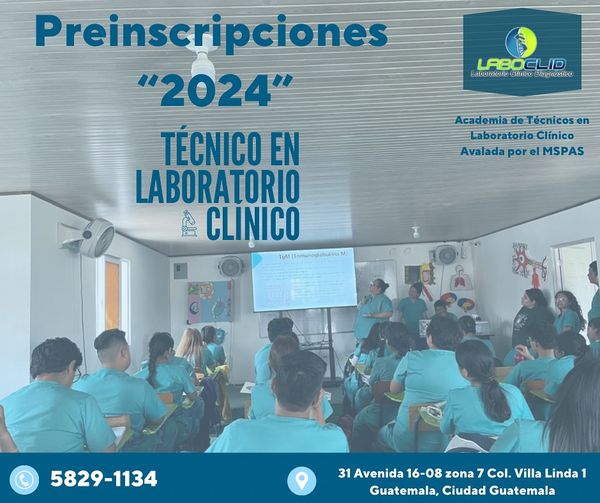 Preinscripciones
“2024”
TÉCNICO EN
LABORATORIO
CLÍNICO
LABOCLID
Laboratorio Clínico Diagnóstico
Academia de Técnicos en
Laboratorio Clínico
Avalada por el MSPAS
IgM (Inmunoglobulina M)
5829-1134
31 Avenida 16-08 zona 7 Col. Villa Linda 1
Guatemala, Ciudad Guatemala